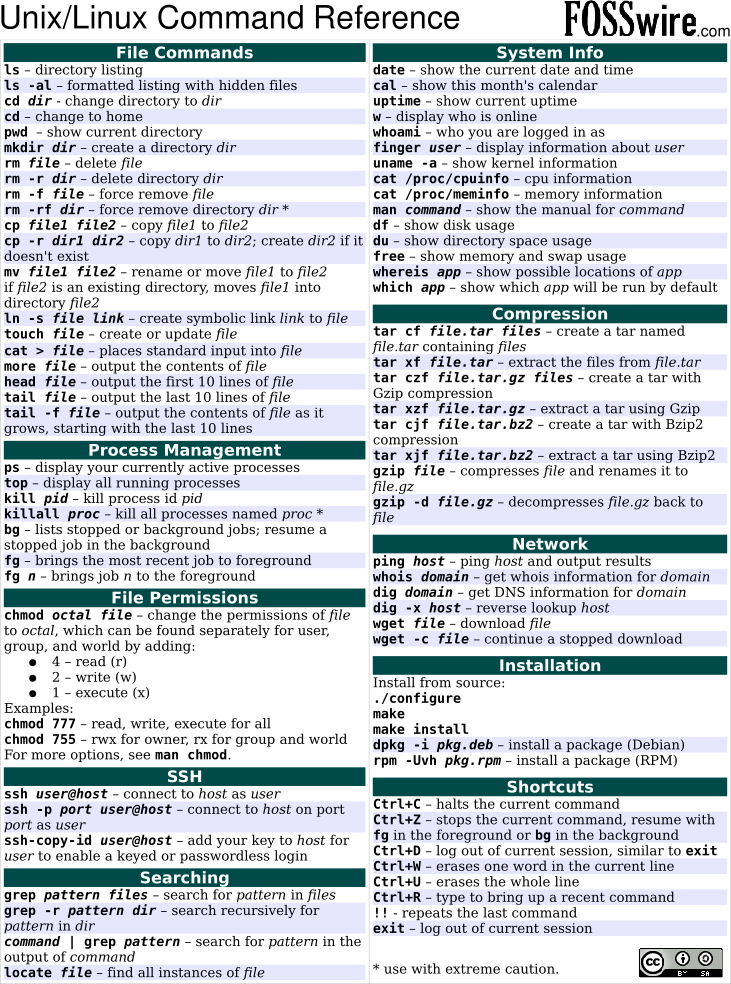 Unix/Linux Command Reference
FOSSwire.com
File Commands
ls – directory listing
ls -al – formatted listing with hidden files
cd dir - change directory to dir
cd – change to home
pwd – show current directory
mkdir dir – create a directory dir
rm file – delete file
rm -r dir – delete directory dir
rm -f file – force remove file
rm -rf dir – force remove directory dir *
cp file1 file2 – copy file1 to file2
cp -r dir1 dir2 – copy dir1 to dir2; create dir2 if it
doesn't exist
mv file1 file2 – rename or move file1 to file2
if file2 is an existing directory, moves file1 into
directory file2
ln -s file link – create symbolic link link to file
touch file – create or update file
cat > file – places standard input into file
more file – output the contents of file
head file – output the first 10 lines of file
tail file – output the last 10 lines of file
tail -f file – output the contents of file as it
grows, starting with the last 10 lines
Process Management
ps – display your currently active processes
top – display all running processes
kill pid – kill process id pid
killall proc – kill all processes named proc *
bg – lists stopped or background jobs; resume a
stopped job in the background
fg – brings the most recent job to foreground
fg n – brings job n to the foreground
File Permissions
chmod octal file – change the permissions of file
to octal, which can be found separately for user,
group, and world by adding:
● 4 – read (r)
● 2 – write (w)
● 1 – execute (x)
Examples:
chmod 777 – read, write, execute for all
chmod 755 – rwx for owner, rx for group and world
For more options, see man chmod.
SSH
ssh user@host – connect to host as user
ssh -p port user@host – connect to host on port
port as user
ssh-copy-id user@host – add your key to host for
user to enable a keyed or passwordless login
Searching
grep pattern files – search for pattern in files
grep -r pattern dir – search recursively for
pattern in dir
command | grep pattern – search for pattern in the
output of command
locate file – find all instances of file
System Info
date – show the current date and time
cal – show this month's calendar
uptime – show current uptime
w – display who is online
whoami – who you are logged in as
finger user – display information about user
uname -a – show kernel information
cat /proc/cpuinfo – cpu information
cat /proc/meminfo – memory information
man command – show the manual for command
df – show disk usage
du – show directory space usage
free – show memory and swap usage
whereis app – show possible locations of app
which app – show which app will be run by default
Compression
tar cf file.tar files – create a tar named
file.tar containing files
tar xf file.tar – extract the files from file.tar
tar czf file.tar.gz files – create a tar with
Gzip compression
tar xzf file.tar.gz – extract a tar using Gzip
tar cjf file.tar.bz2 – create a tar with Bzip2
compression
tar xjf file.tar.bz2 – extract a tar using Bzip2
gzip file – compresses file and renames it to
file.gz
gzip -d file.gz – decompresses file.gz back to
file
Network
ping host – ping host and output results
whois domain – get whois information for domain
dig domain – get DNS information for domain
dig -x host – reverse lookup host
wget file – download file
wget -c file – continue a stopped download
Installation
Install from source:
./configure
make
make install
dpkg -i pkg.deb – install a package (Debian)
rpm -Uvh pkg.rpm – install a package (RPM)
Shortcuts
Ctrl+C – halts the current command
Ctrl+Z – stops the current command, resume with
fg in the foreground or bg in the background
Ctrl+D – log out of current session, similar to exit
Ctrl+W – erases one word in the current line
Ctrl+U – erases the whole line
Ctrl+R – type to bring up a recent command
!! - repeats the last command
exit – log out of current session
* use with extreme caution.
cc
BY SA